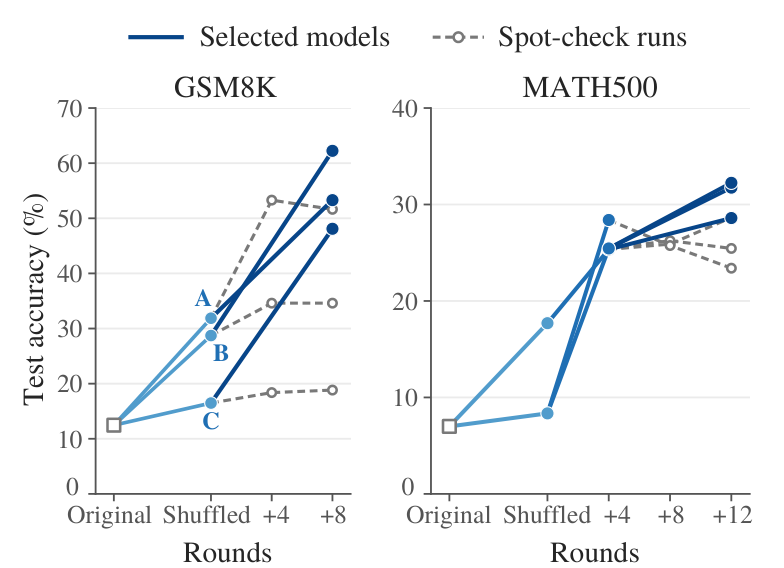 Selected models
Spot-check runs
GSM8K
MATH500
Test accuracy (%)
70
60
50
40
30
20
10
0
A
B
C
Original Shuffled +4 +8
Rounds
40
30
20
10
0
Original Shuffled +4 +8 +12
Rounds